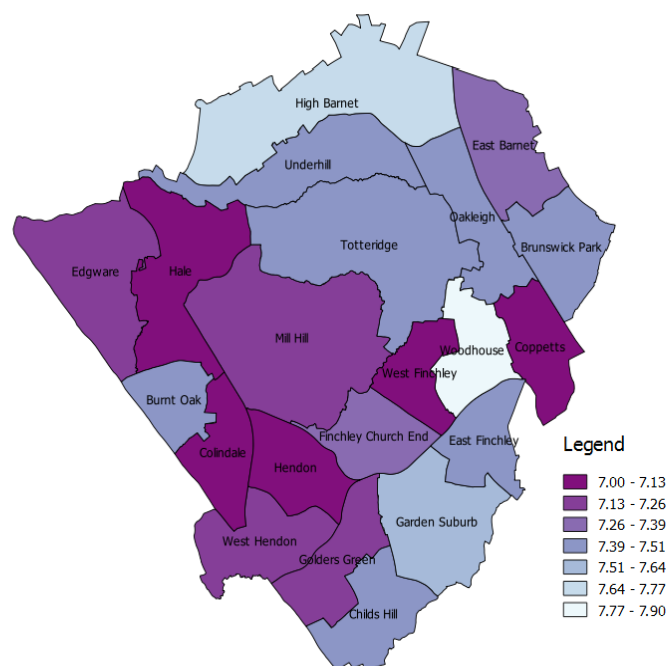 High Barnet
East Barnet
Underhill
Oakleigh
Totteridge
Brunswick Park
Edgware
Hale
Mill Hill
Woodhouse
Coppetts
West Finchley
Burnt Oak
Finchley Church End
East Finchley
Colindale
Hendon
Garden Suburb
West Hendon
Golders Green
Childs Hill
Legend
7.00 - 7.13
7.13 - 7.26
7.26 - 7.39
7.39 - 7.51
7.51 - 7.64
7.64 - 7.77
7.77 - 7.90